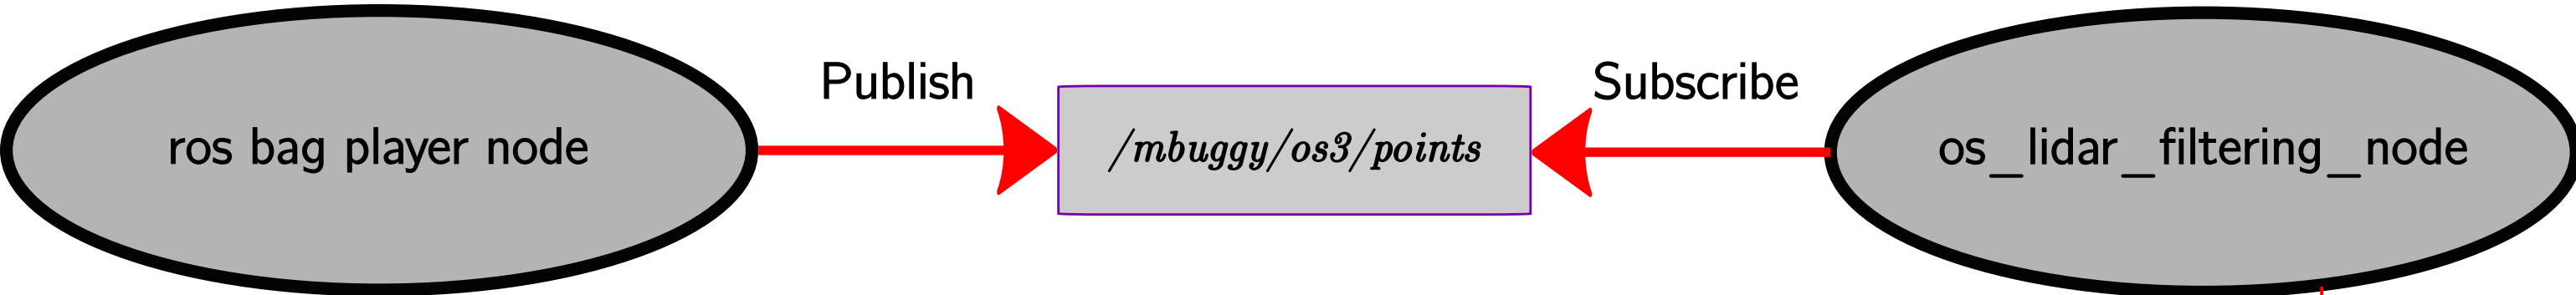 Publish
Subscribe
ros bag player node
/mbuggy/os3/points
os_lidar_filtering_node